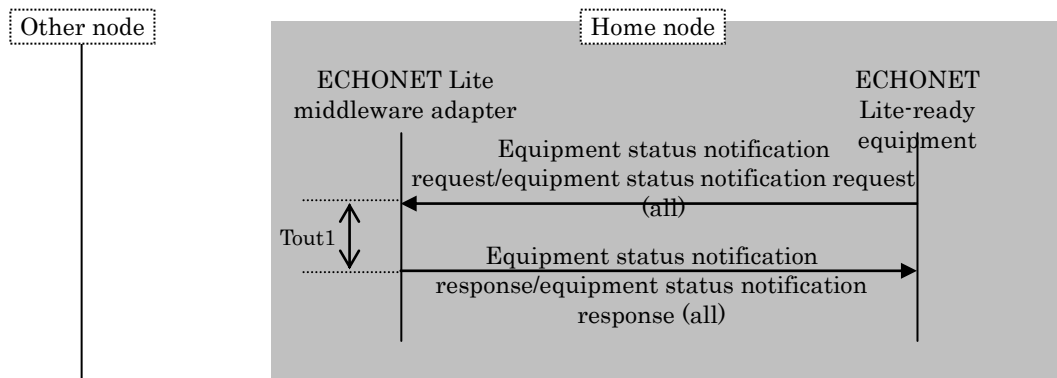 Other node
Home node
ECHONET Lite
middleware adapter
ECHONET
Lite-ready
equipment
Equipment status notification
request/equipment status notification request
(all)
Tout1
Equipment status notification
response/equipment status notification
response (all)